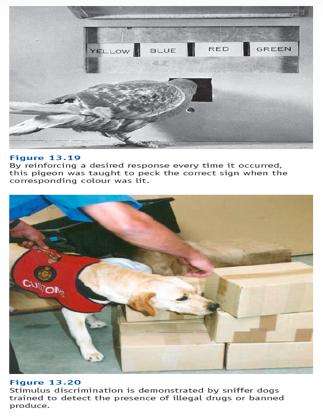 YELLOW BLUE RED GREEN
Figure 13.19
By reinforcing a desired response every time it occurred,
this pigeon was taught to peck the correct sign when the
corresponding colour was lit.
CUSTOMS
Figure 13.20
Stimulus discrimination is demonstrated by sniffer dogs
trained to detect the presence of illegal drugs or banned
produce.